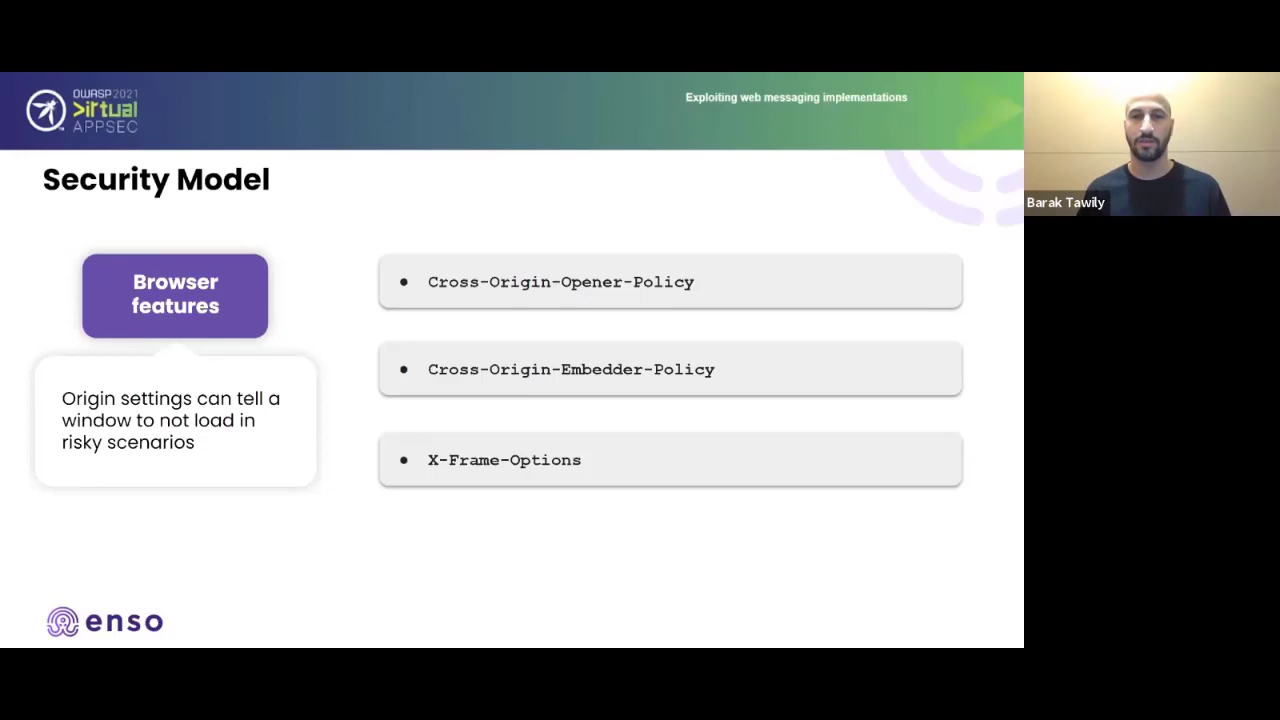 OWASP 2021
Virtual
APPSEC
Exploiting web messaging implementations
Barak Tawily
Security Model
Browser
features
Origin settings can tell a
window to not load in
risky scenarios
● Cross-Origin-Opener-Policy
● Cross-Origin-Embedder-Policy
● X-Frame-Options
enso